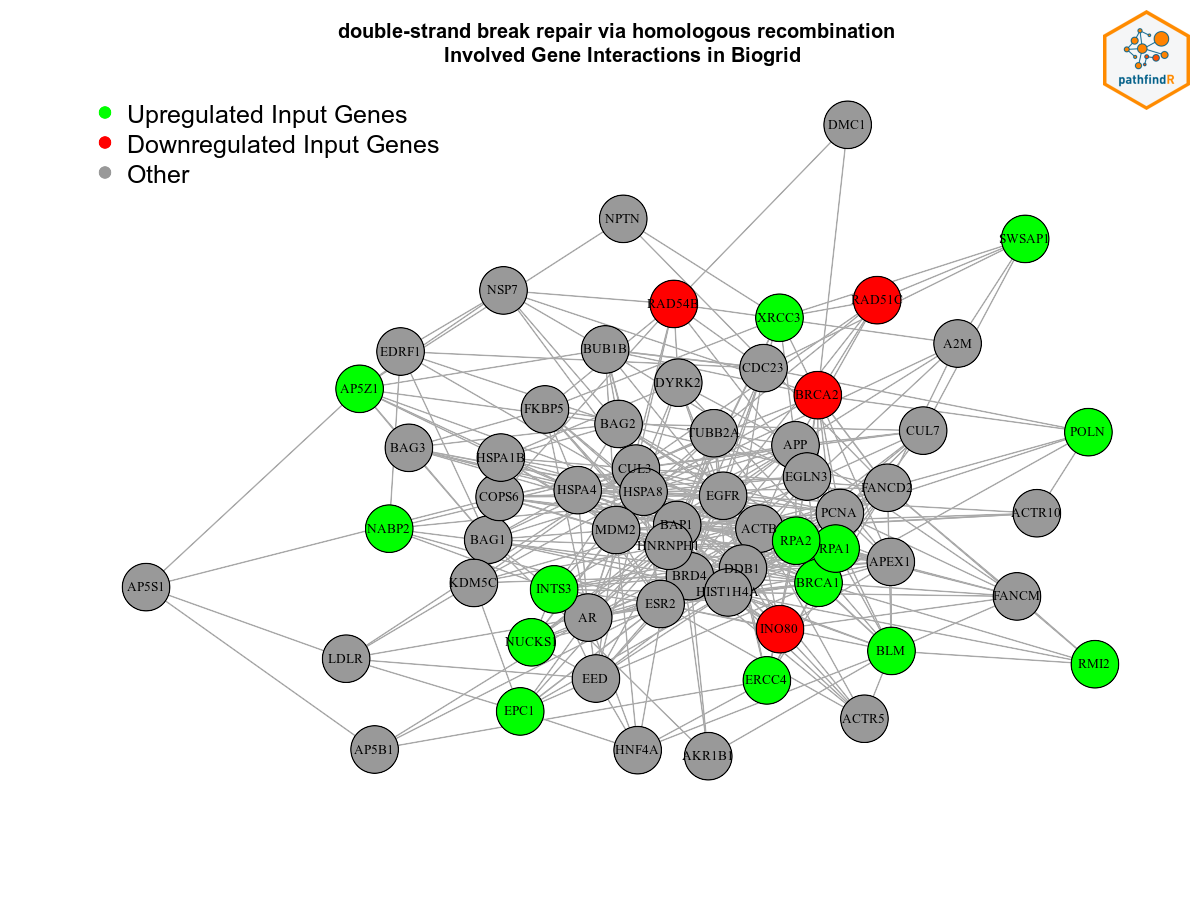 double-strand break repair via homologous recombination
Involved Gene Interactions in Biogrid
pathfindR
Upregulated Input Genes
Downregulated Input Genes
Other
DMC1
NPTN
SWSAP1
NSP7
RAD54B
RAD51C
XRCC3
EDRF1
BUB1B
A2M
CDC23
AP5Z1
DYRK2
BRCA2
FKBP5
BAG2
TUBB2A
CUL7
POLN
BAG3
APP
HSPA1B
CUL3
EGLN3
HSPA4
HSPA8
FANCD2
COPS6
EGFR
PCNA
ACTR10
NABP2
MDM2
BAP1
ACTB
BAG1
HNRNPH1
RPA2
RPA1
APEX1
DDB1
BRD4
KDM5C
BRCA1
AP5S1
INTS3
HIST1H4A
FANCM
ESR2
AR
INO80
NUCKS1
BLM
LDLR
RMI2
EED
ERCC4
EPC1
ACTR5
AP5B1
HNF4A
AKR1B1